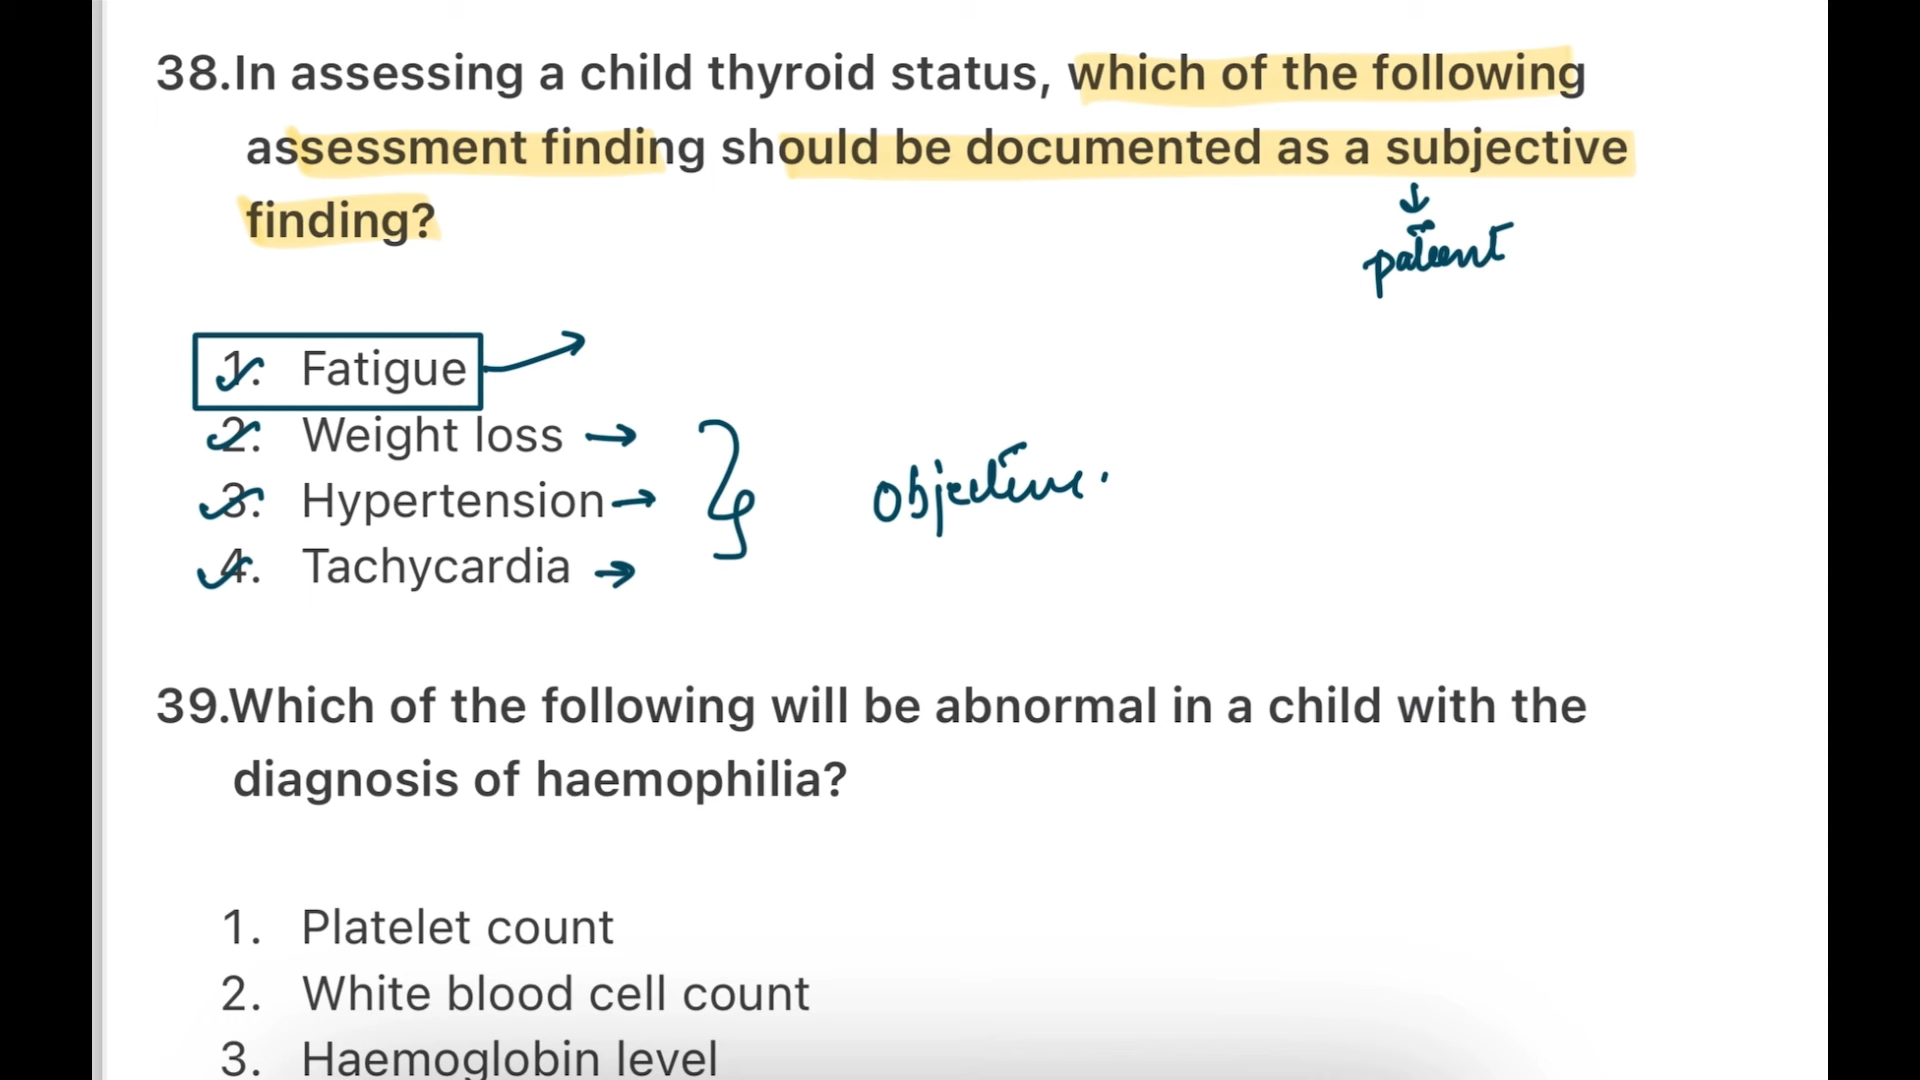 38.In assessing a child thyroid status, which of the following
assessment finding should be documented as a subjective
finding?
patient
1. Fatigue
2. Weight loss
3. Hypertension
objective.
4. Tachycardia
39.Which of the following will be abnormal in a child with the
diagnosis of haemophilia?
1. Platelet count
2. White blood cell count
3. Haemoglobin level